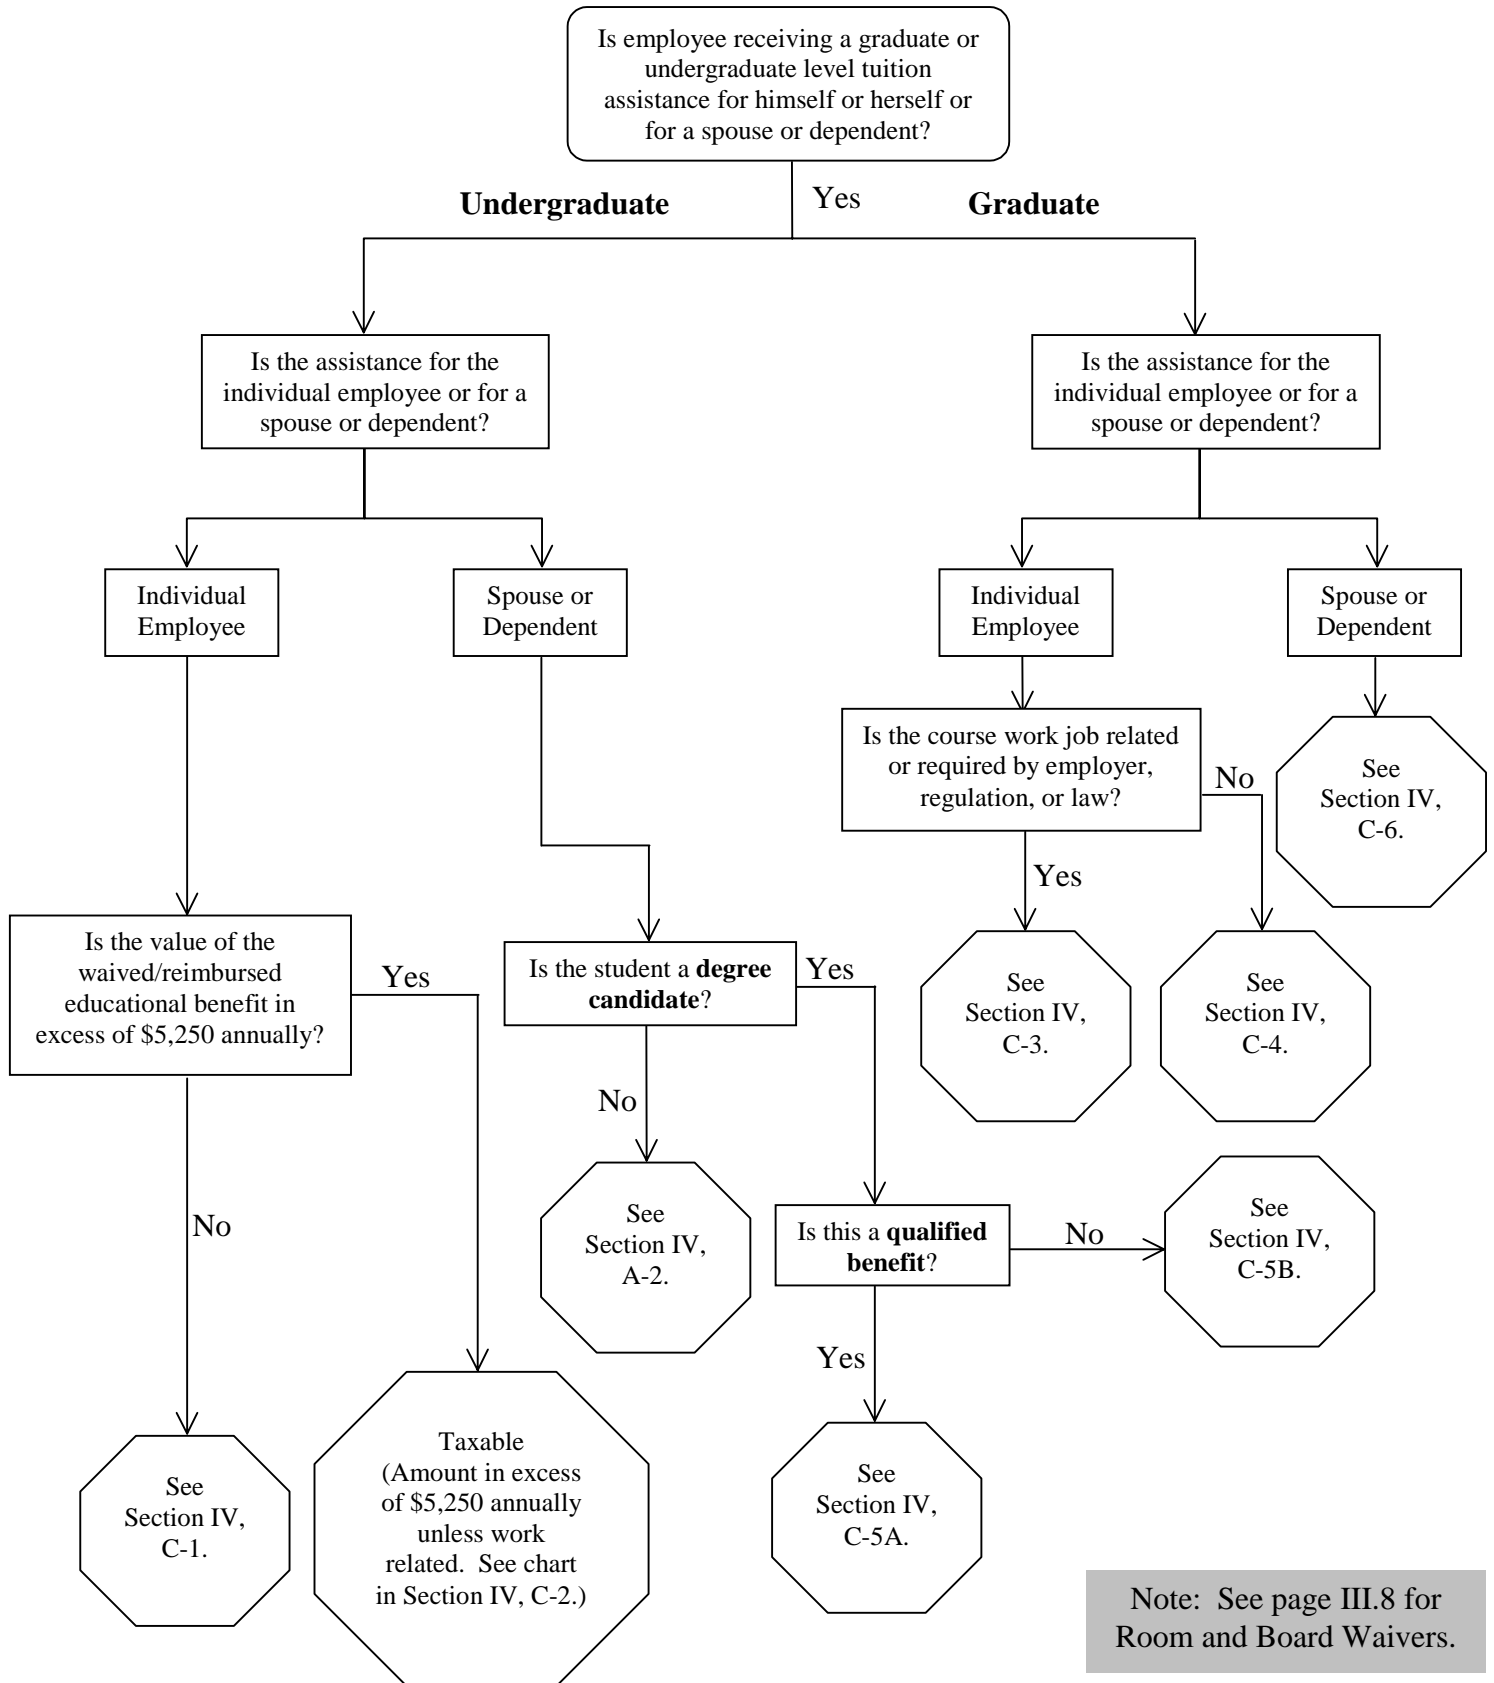 Is employee receiving a graduate or
undergraduate level tuition
assistance for himself or herself or
for a spouse or dependent?
Undergraduate
Yes
Graduate
Is the assistance for the
individual employee or for a
spouse or dependent?
Is the assistance for the
individual employee or for a
spouse or dependent?
Individual
Employee
Spouse or
Dependent
Individual
Employee
Spouse or
Dependent
Is the course work job related
or required by employer,
regulation, or law?
No
See
Section IV,
C-6.
Yes
Is the value of the
waived/reimbursed
educational benefit in
excess of $5,250 annually?
Yes
Is the student a degree
candidate?
Yes
See
Section IV,
C-3.
See
Section IV,
C-4.
No
No
See
Section IV,
A-2.
Is this a qualified
benefit?
No
See
Section IV,
C-5B.
Yes
See
Section IV,
C-1.
Taxable
(Amount in excess
of $5,250 annually
unless work
related.  See chart
in Section IV, C-2.)
See
Section IV,
C-5A.
Note:  See page III.8 for
Room and Board Waivers.